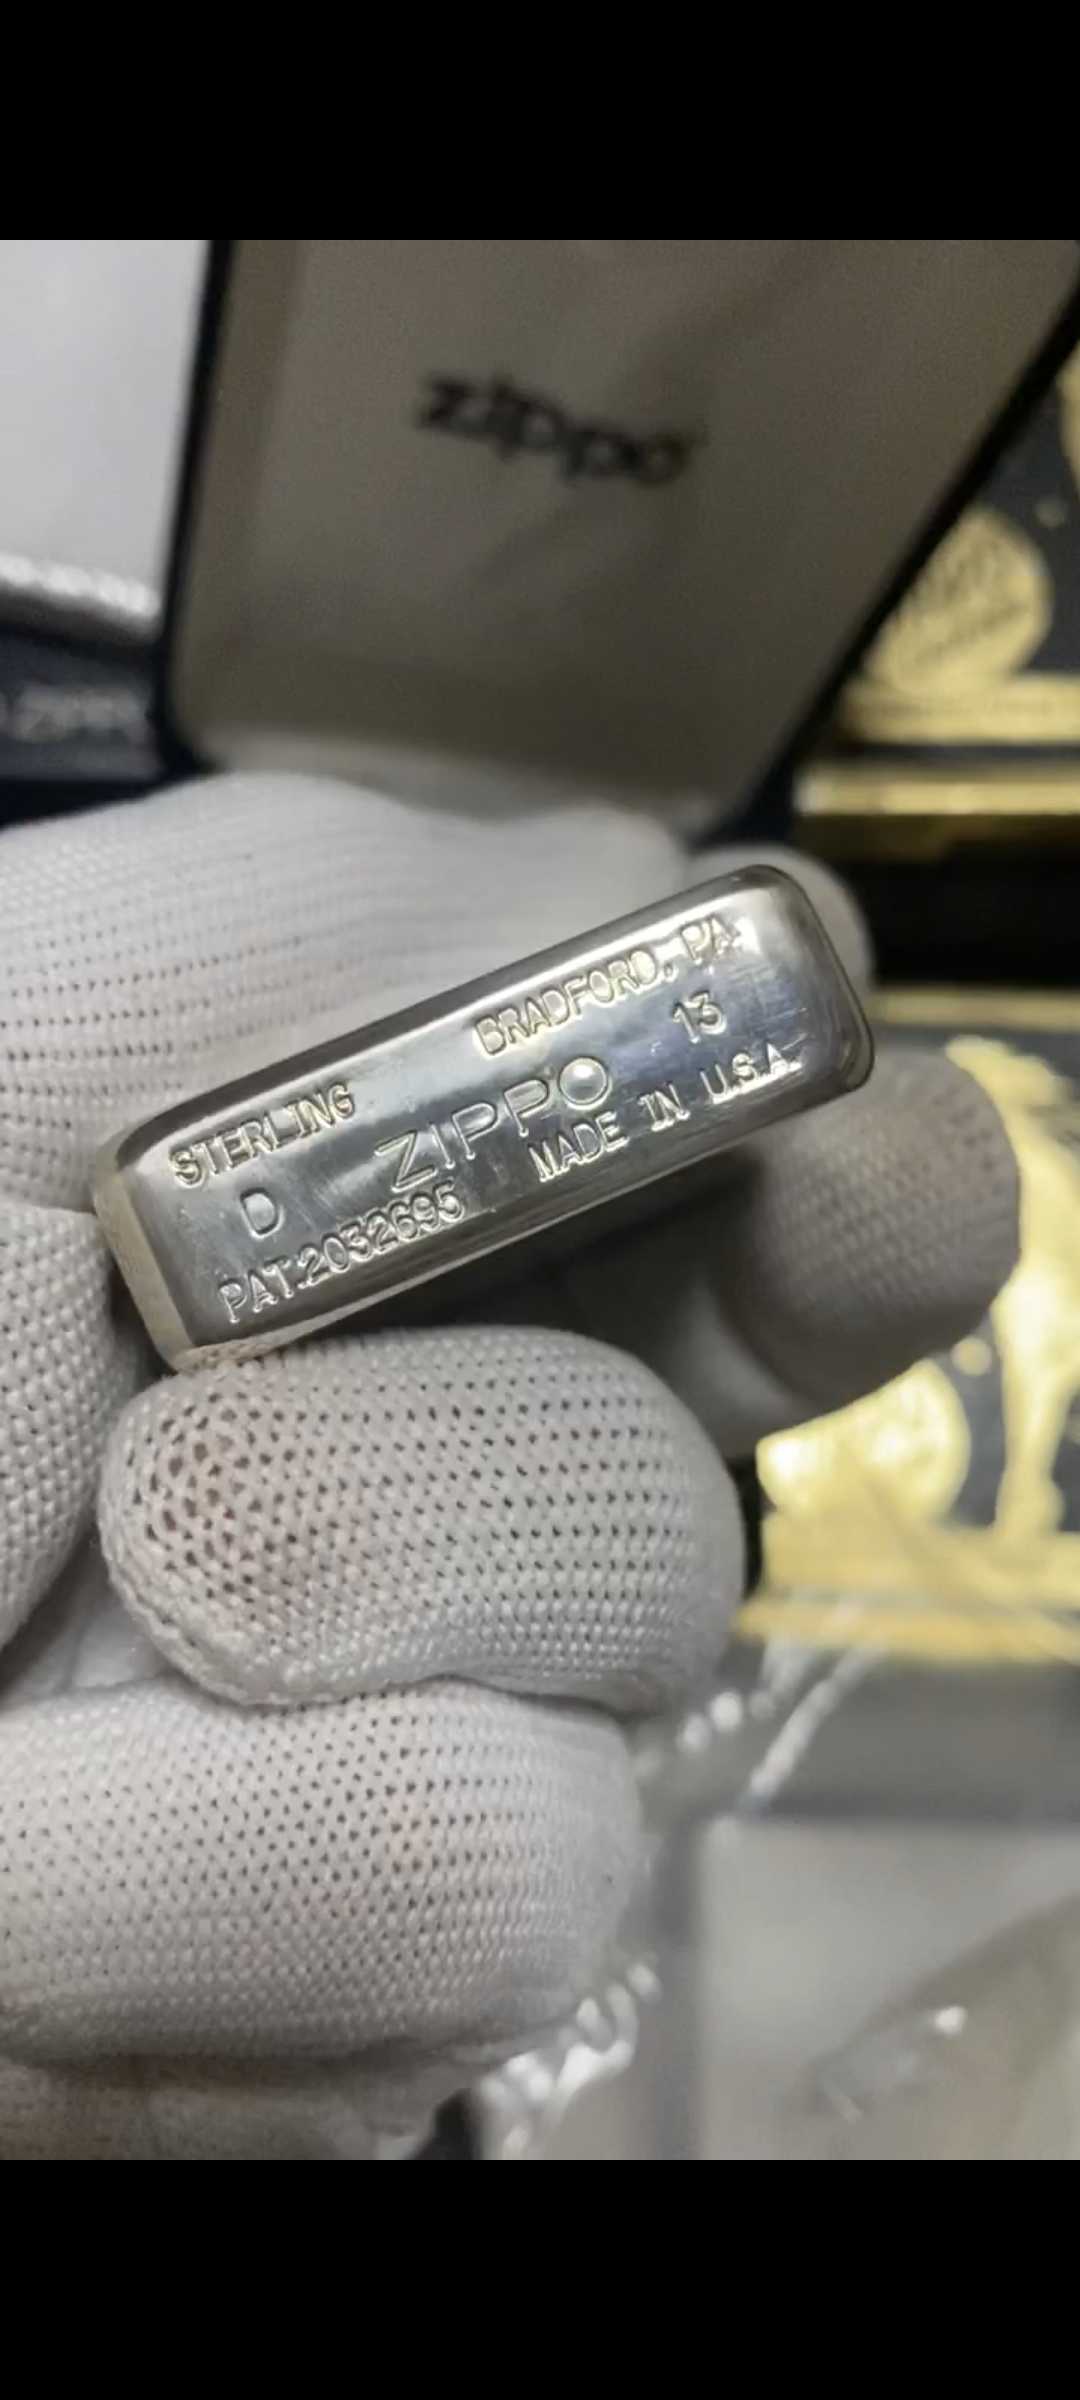 zippo
STERLING
BRADFORD, PA
D
ZIPPO
13
PAT.2032695
MADE IN U.S.A.